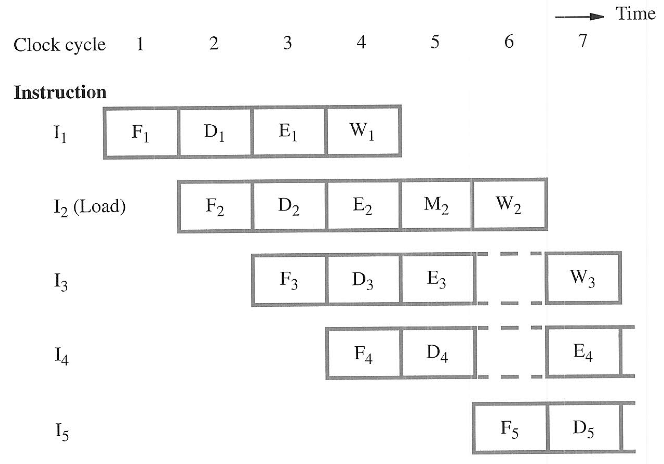 Time
Clock cycle 1 2 3 4 5 6 7
Instruction
I1 F1 D1 E1 W1
I2 (Load) F2 D2 E2 M2 W2
I3 F3 D3 E3 W3
I4 F4 D4 E4
I5 F5 D5